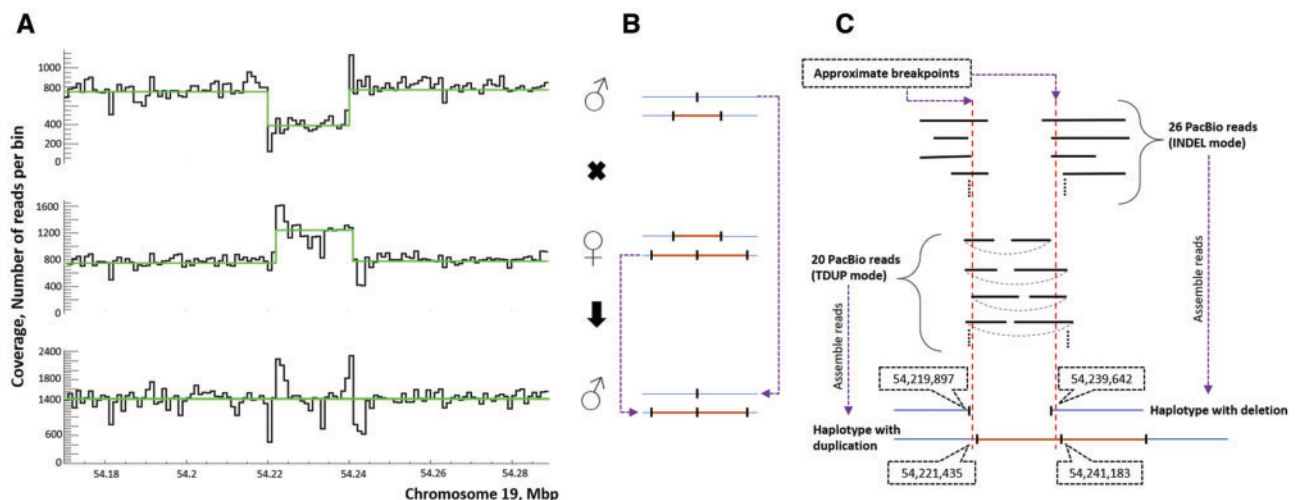 A
B
C
Coverage, Number of reads per bin
1000
800
600
400
200
0
1600
1200
800
400
0
2400
1800
1400
1000
600
0
54.18
54.2
54.22
54.24
54.26
54.28
Chromosome 19, Mbp
♂
✖
♀
♂
Approximate breakpoints
26 PacBio reads
(INDEL mode)
20 PacBio reads
(TDUP mode)
Assemble reads
Assemble reads
54,219,897
54,239,642
Haplotype with deletion
Haplotype with
duplication
54,221,435
54,241,183